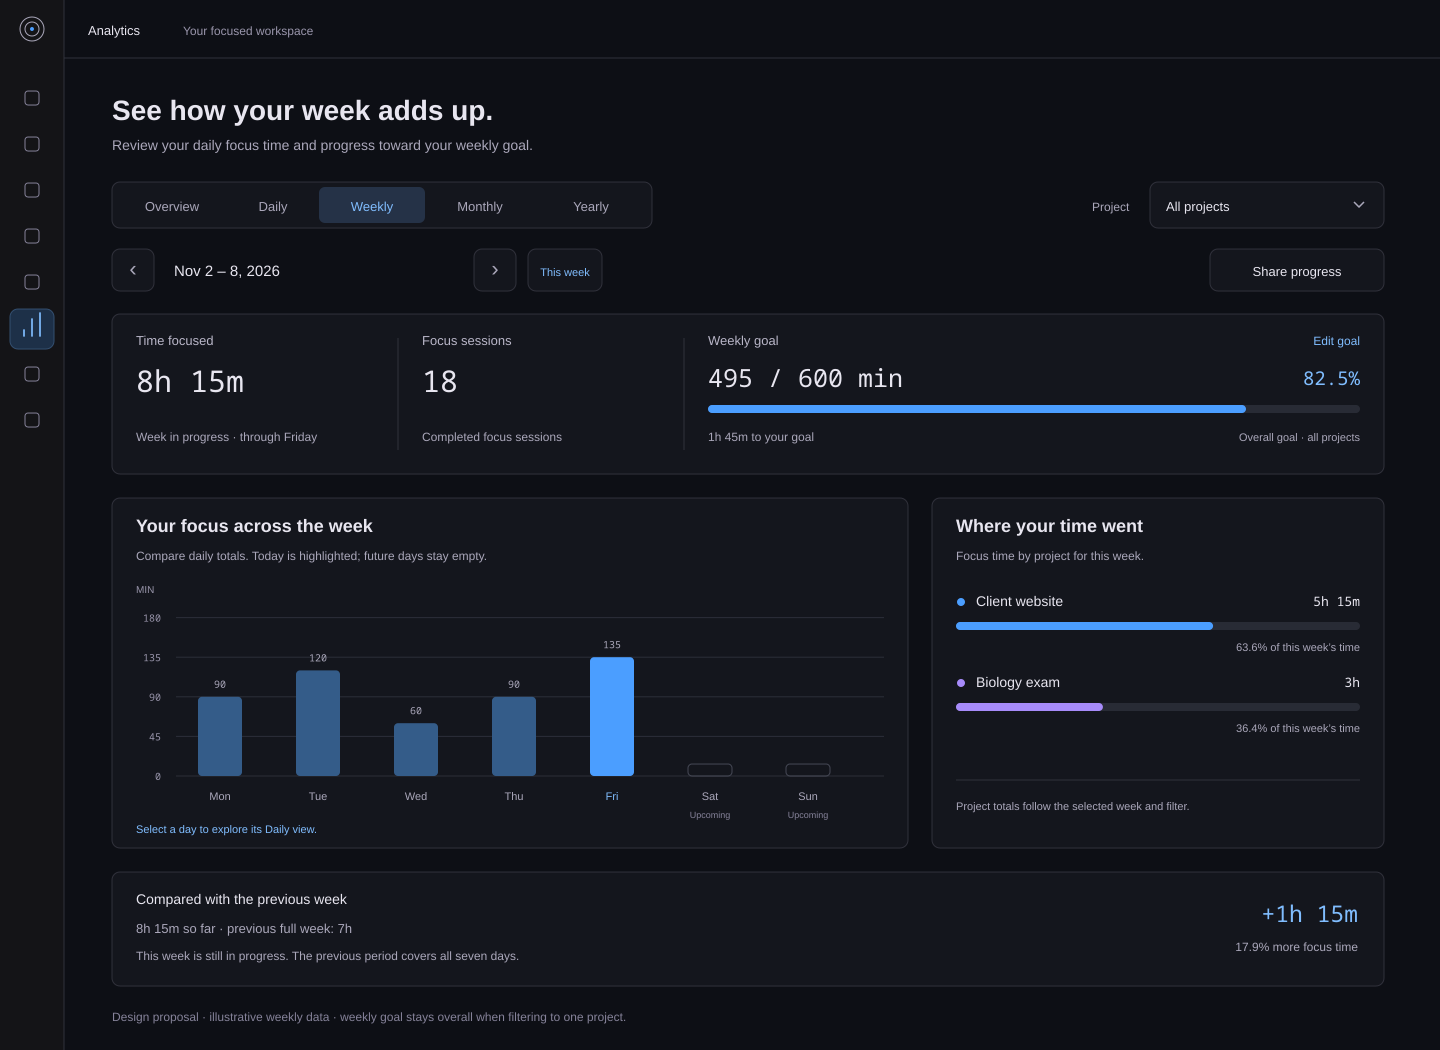 Analytics
Your focused workspace
See how your week adds up.
Review your daily focus time and progress toward your weekly goal.
Overview Daily Weekly Monthly Yearly
Project All projects
‹ Nov 2 – 8, 2026 › This week
Share progress
Time focused
8h 15m
Week in progress · through Friday
Focus sessions
18
Completed focus sessions
Weekly goal Edit goal
495 / 600 min 82.5%
1h 45m to your goal Overall goal · all projects
Your focus across the week
Compare daily totals. Today is highlighted; future days stay empty.
MIN
180
135
90
45
0
90 120 60 90 135
Mon Tue Wed Thu Fri Sat Sun
Upcoming Upcoming
Select a day to explore its Daily view.
Where your time went
Focus time by project for this week.
Client website 5h 15m
63.6% of this week's time
Biology exam 3h
36.4% of this week's time
Project totals follow the selected week and filter.
Compared with the previous week
8h 15m so far · previous full week: 7h
This week is still in progress. The previous period covers all seven days.
+1h 15m
17.9% more focus time
Design proposal · illustrative weekly data · weekly goal stays overall when filtering to one project.